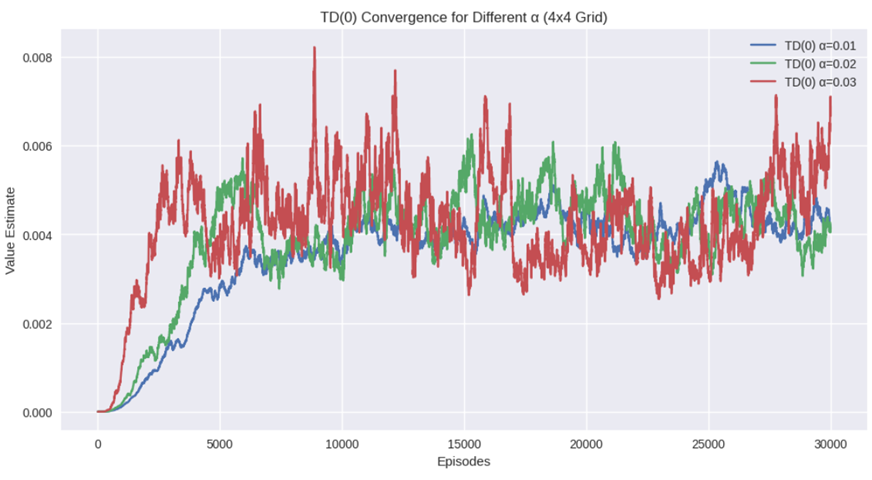 TD(0) Convergence for Different α (4x4 Grid)
TD(0) α=0.01
TD(0) α=0.02
TD(0) α=0.03
Value Estimate
0.008
0.006
0.004
0.002
0.000
0 5000 10000 15000 20000 25000 30000
Episodes